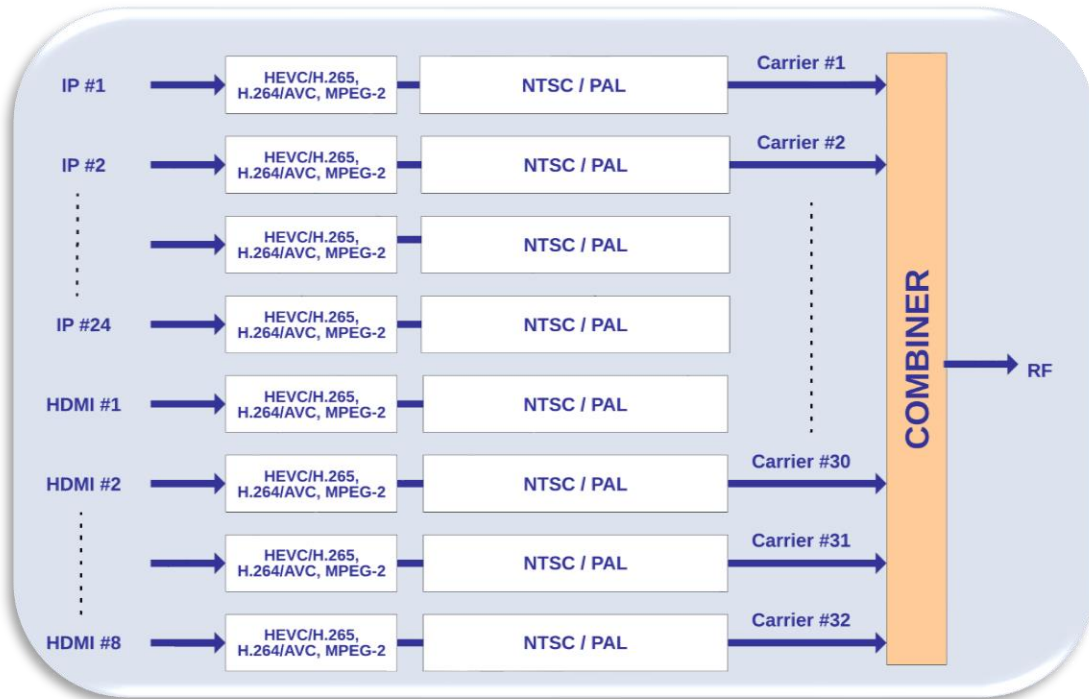 IP #1
HEVC/H.265,
H.264/AVC, MPEG-2
NTSC / PAL
Carrier #1
IP #2
HEVC/H.265,
H.264/AVC, MPEG-2
NTSC / PAL
Carrier #2
HEVC/H.265,
H.264/AVC, MPEG-2
NTSC / PAL
IP #24
HEVC/H.265,
H.264/AVC, MPEG-2
NTSC / PAL
HDMI #1
HEVC/H.265,
H.264/AVC, MPEG-2
NTSC / PAL
HDMI #2
HEVC/H.265,
H.264/AVC, MPEG-2
NTSC / PAL
Carrier #30
HEVC/H.265,
H.264/AVC, MPEG-2
NTSC / PAL
Carrier #31
HDMI #8
HEVC/H.265,
H.264/AVC, MPEG-2
NTSC / PAL
Carrier #32
COMBINER
RF